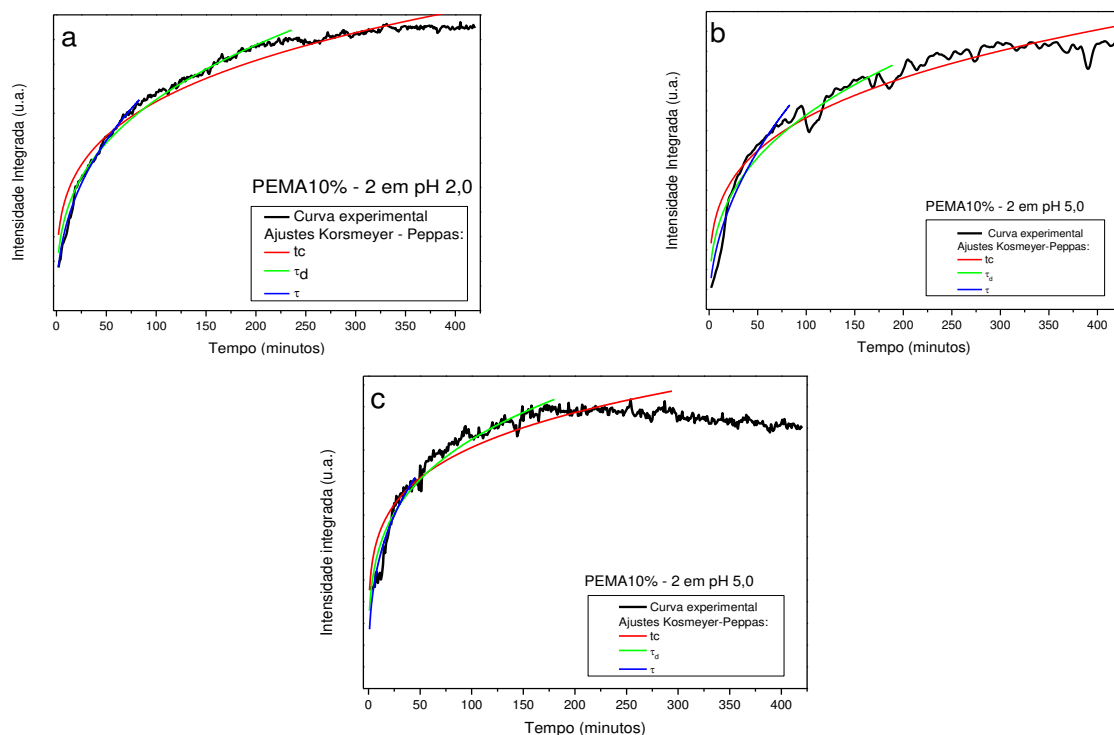 a
Intensidade Integrada (u.a.)
PEMA10% - 2 em pH 2,0
Curva experimental
Ajustes Korsmeyer - Peppas:
tc
τd
τ
0 50 100 150 200 250 300 350 400
Tempo (minutos)
b
Intensidade Integrada (u.a.)
PEMA10% - 2 em pH 5,0
Curva experimental
Ajustes Kosmeyer-Peppas:
tc
τd
τ
0 50 100 150 200 250 300 350 400
Tempo (minutos)
c
Intensidade integrada (u.a.)
PEMA10% - 2 em pH 5,0
Curva experimental
Ajustes Kosmeyer-Peppas:
tc
τd
τ
0 50 100 150 200 250 300 350 400
Tempo (minutos)